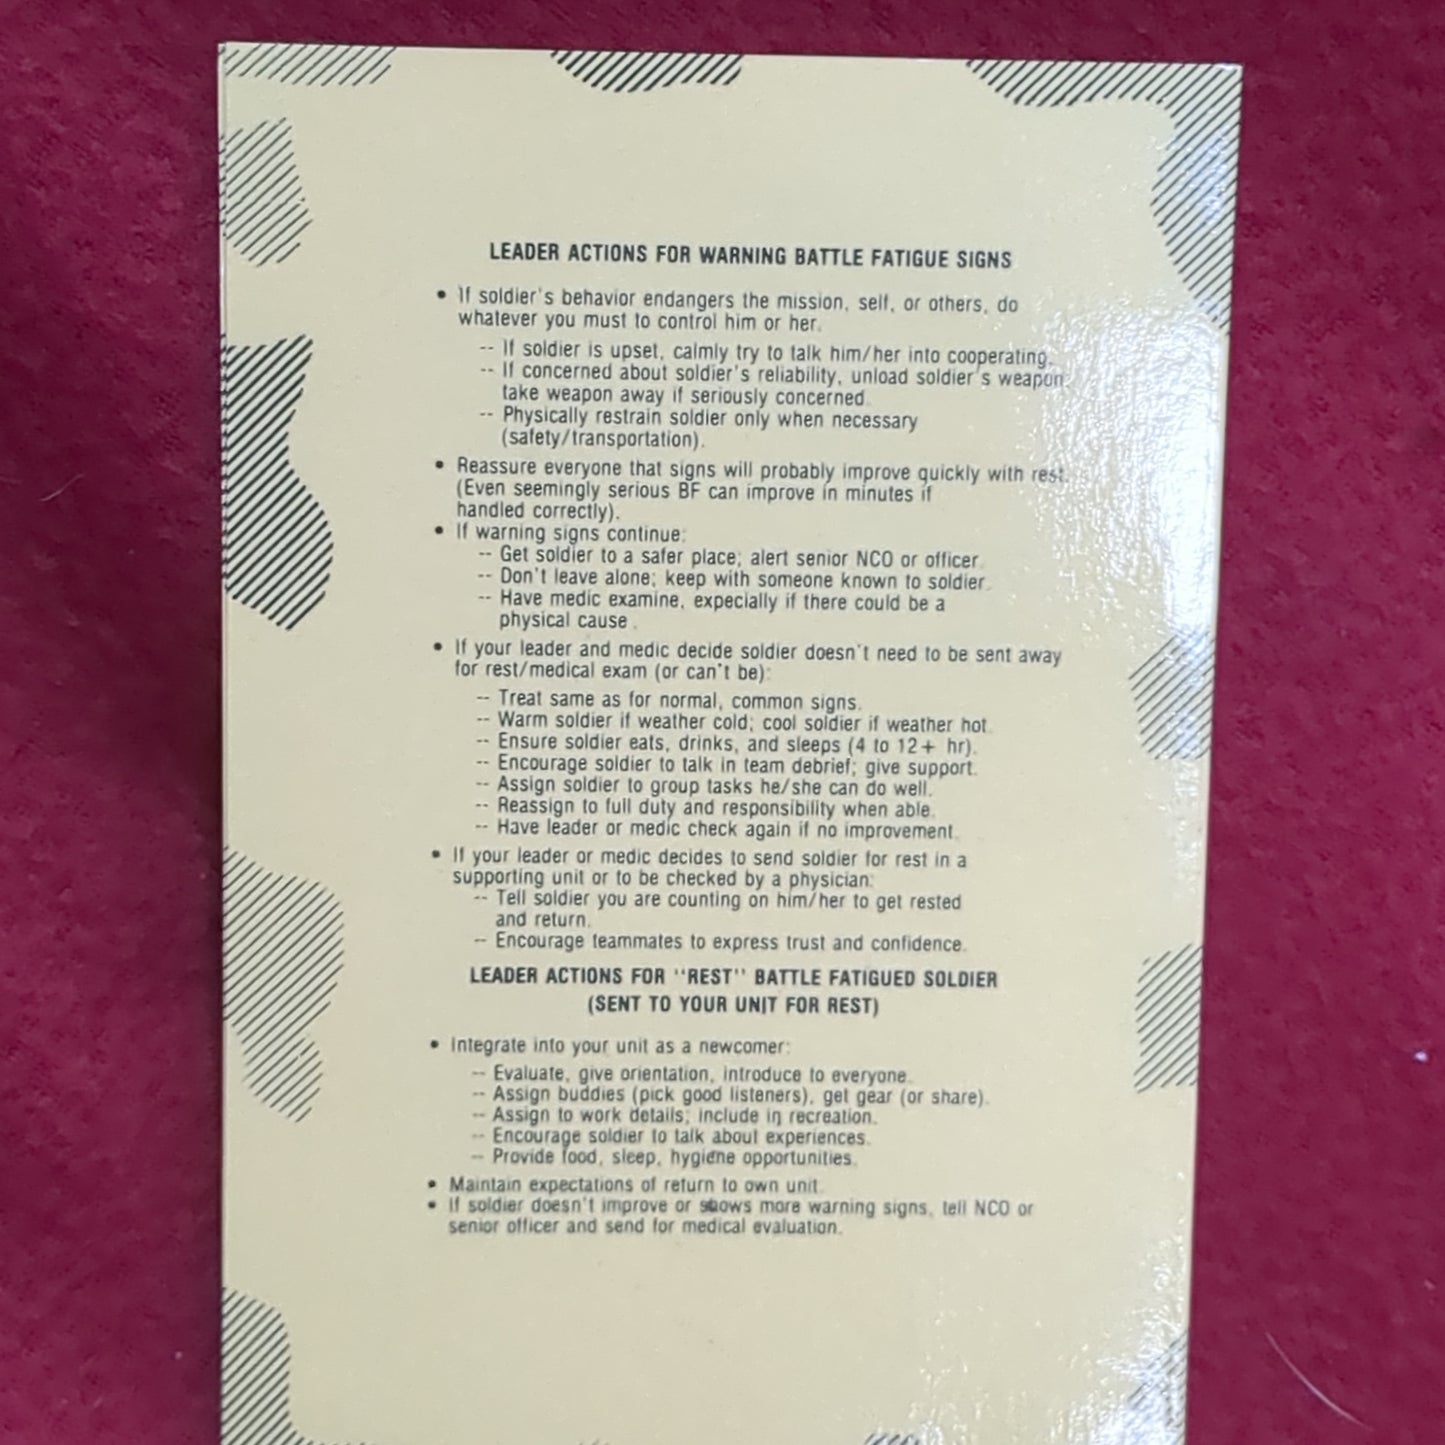 LEADER ACTIONS FOR WARNING BATTLE FATIGUE SIGNS
• If soldier's behavior endangers the mission, self, or others, do
whatever you must to control him or her.
-- If soldier is upset, calmly try to talk him/her into cooperating.
-- If concerned about soldier's reliability, unload soldier's weapon;
take weapon away if seriously concerned.
-- Physically restrain soldier only when necessary
(safety/transportation).
• Reassure everyone that signs will probably improve quickly with rest.
(Even seemingly serious BF can improve in minutes if
handled correctly).
• If warning signs continue:
-- Get soldier to a safer place; alert senior NCO or officer.
-- Don't leave alone; keep with someone known to soldier.
-- Have medic examine, expecially if there could be a
physical cause.
• If your leader and medic decide soldier doesn't need to be sent away
for rest/medical exam (or can't be):
-- Treat same as for normal, common signs.
-- Warm soldier if weather cold; cool soldier if weather hot.
-- Ensure soldier eats, drinks, and sleeps (4 to 12+ hr).
-- Encourage soldier to talk in team debrief; give support.
-- Assign soldier to group tasks he/she can do well.
-- Reassign to full duty and responsibility when able.
-- Have leader or medic check again if no improvement.
• If your leader or medic decides to send soldier for rest in a
supporting unit or to be checked by a physician:
-- Tell soldier you are counting on him/her to get rested
and return.
-- Encourage teammates to express trust and confidence.
LEADER ACTIONS FOR "REST" BATTLE FATIGUED SOLDIER
(SENT TO YOUR UNIT FOR REST)
• Integrate into your unit as a newcomer:
-- Evaluate, give orientation, introduce to everyone.
-- Assign buddies (pick good listeners), get gear (or share).
-- Assign to work details; include in recreation.
-- Encourage soldier to talk about experiences.
-- Provide food, sleep, hygiene opportunities.
• Maintain expectations of return to own unit.
• If soldier doesn't improve or shows more warning signs, tell NCO or
senior officer and send for medical evaluation.